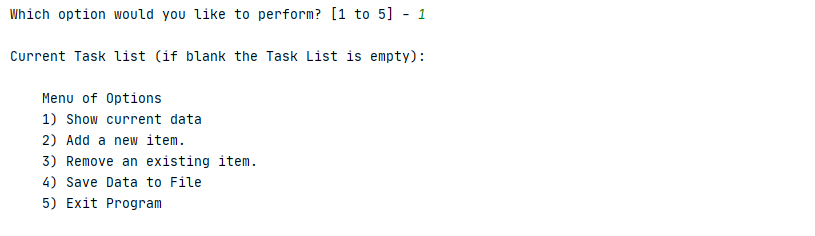 Which option would you like to perform? [1 to 5] - 1
Current Task list (if blank the Task List is empty):
Menu of Options
1) Show current data
2) Add a new item.
3) Remove an existing item.
4) Save Data to File
5) Exit Program